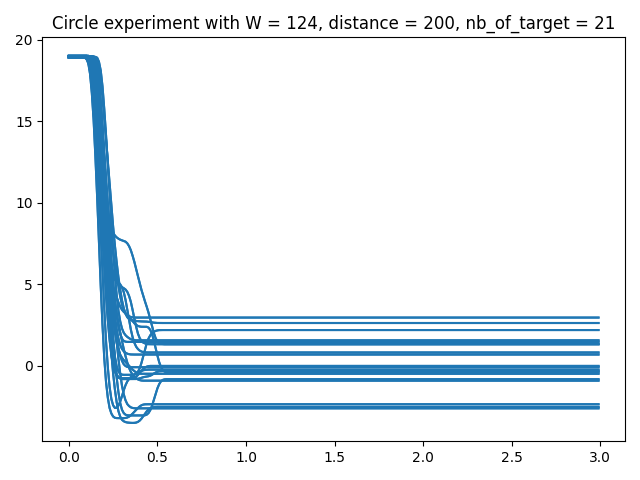 Circle experiment with W = 124, distance = 200, nb_of_target = 21
20
15
10
5
0
0.0 0.5 1.0 1.5 2.0 2.5 3.0